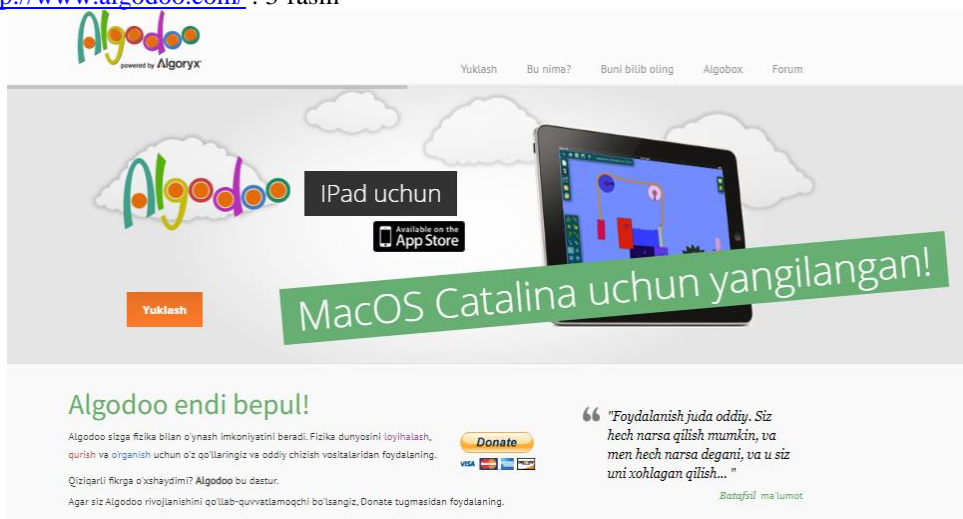 p://www.algodoo.com/ . 3-rasm
Algodoo
powered by Algoryx
Yuklash Bu nima? Buni bilib oling Algobox Forum
Algodoo
IPad uchun
Available on the
App Store
MacOS Catalina uchun yangilangan!
Yuklash
Algodoo endi bepul!
Algodoo sizga fizika bilan o'ynash imkoniyatini beradi. Fizika dunyosini loyihalash,
qurish va o'rganish uchun o'z qo'llaringiz va oddiy chizish vositalaridan foydalaning.
Qiziqarli fikrga o'xshaydimi? Algodoo bu dastur.
Agar siz Algodoo rivojlanishini qo'llab-quvvatlamoqchi bo'lsangiz, Donate tugmasidan foydalaning.
Donate
VISA
"Foydalanish juda oddiy. Siz
hech narsa qilish mumkin, va
men hech narsa degani, va u siz
uni xohlagan qilish... "
Batafsil ma'lumot